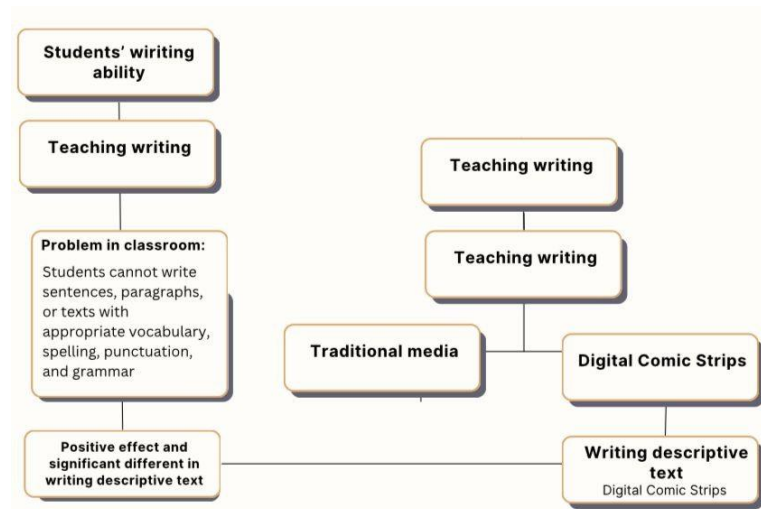 Students' wiriting
ability
Teaching writing
Problem in classroom:
Students cannot write
sentences, paragraphs,
or texts with
appropriate vocabulary,
spelling, punctuation,
and grammar
Positive effect and
significant different in
writing descriptive text
Teaching writing
Teaching writing
Traditional media
Digital Comic Strips
Writing descriptive
text
Digital Comic Strips